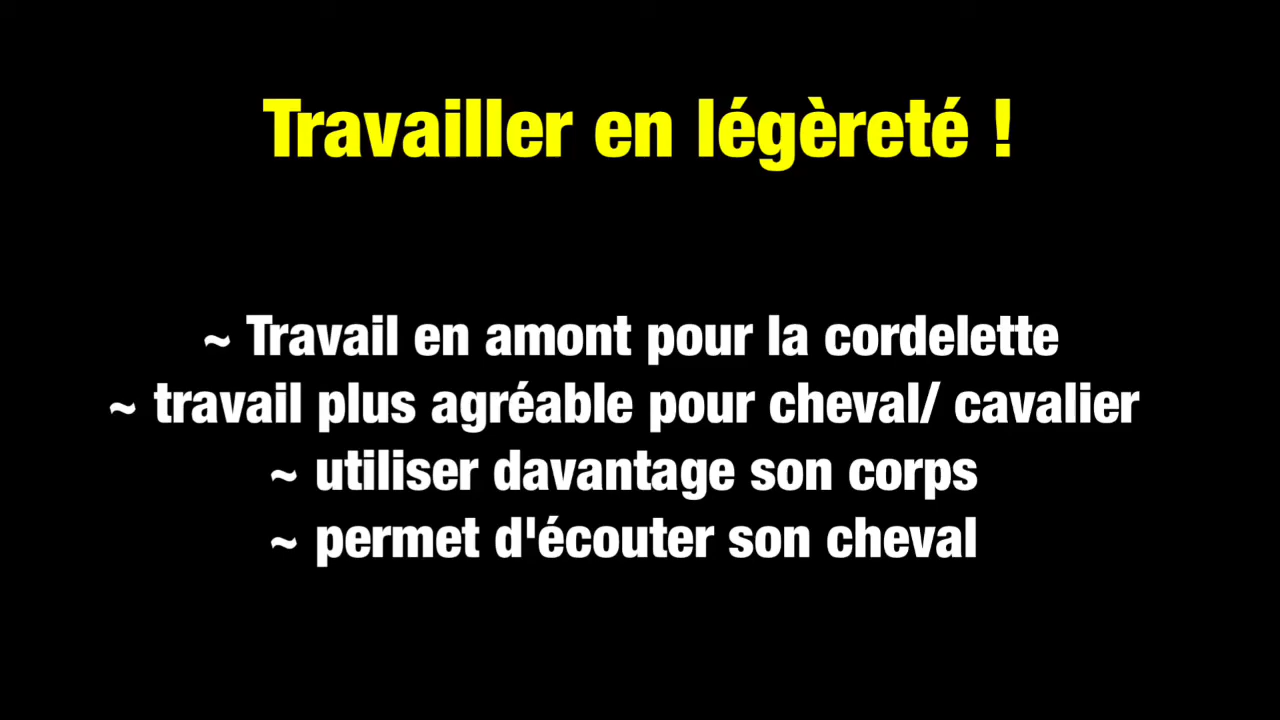 Travailler en légèreté !
~ Travail en amont pour la cordelette
~ travail plus agréable pour cheval/ cavalier
~ utiliser davantage son corps
~ permet d'écouter son cheval